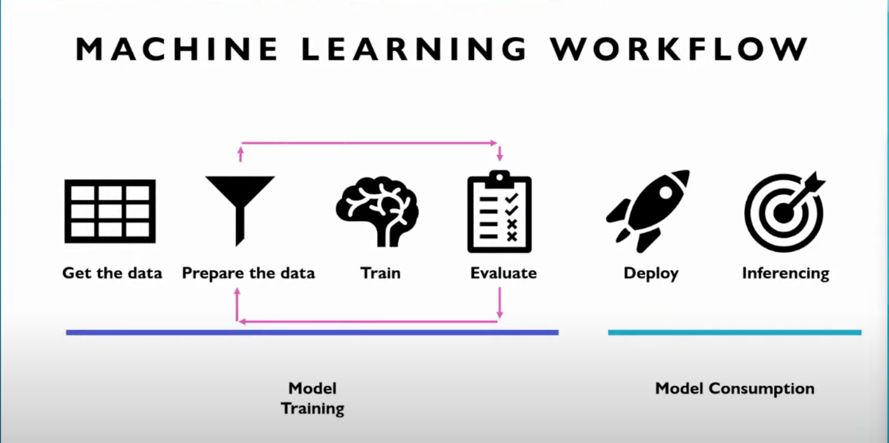 MACHINE LEARNING WORKFLOW
Get the data
Prepare the data
Train
Evaluate
Deploy
Inferencing
Model
Training
Model Consumption